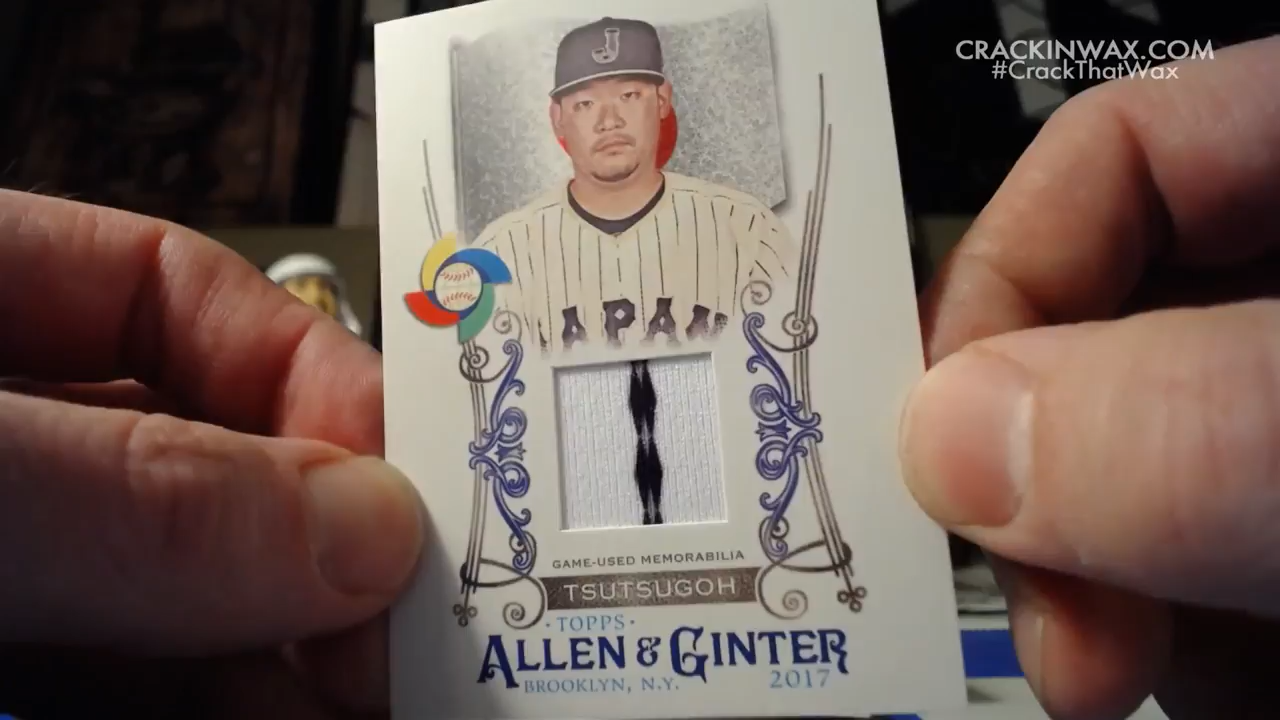 CRACKINWAX.COM
#CrackThatWax
J
JAPAN
GAME-USED MEMORABILIA
TSUTSUGOH
· TOPPS ·
ALLEN & GINTER
BROOKLYN, N.Y. 2017